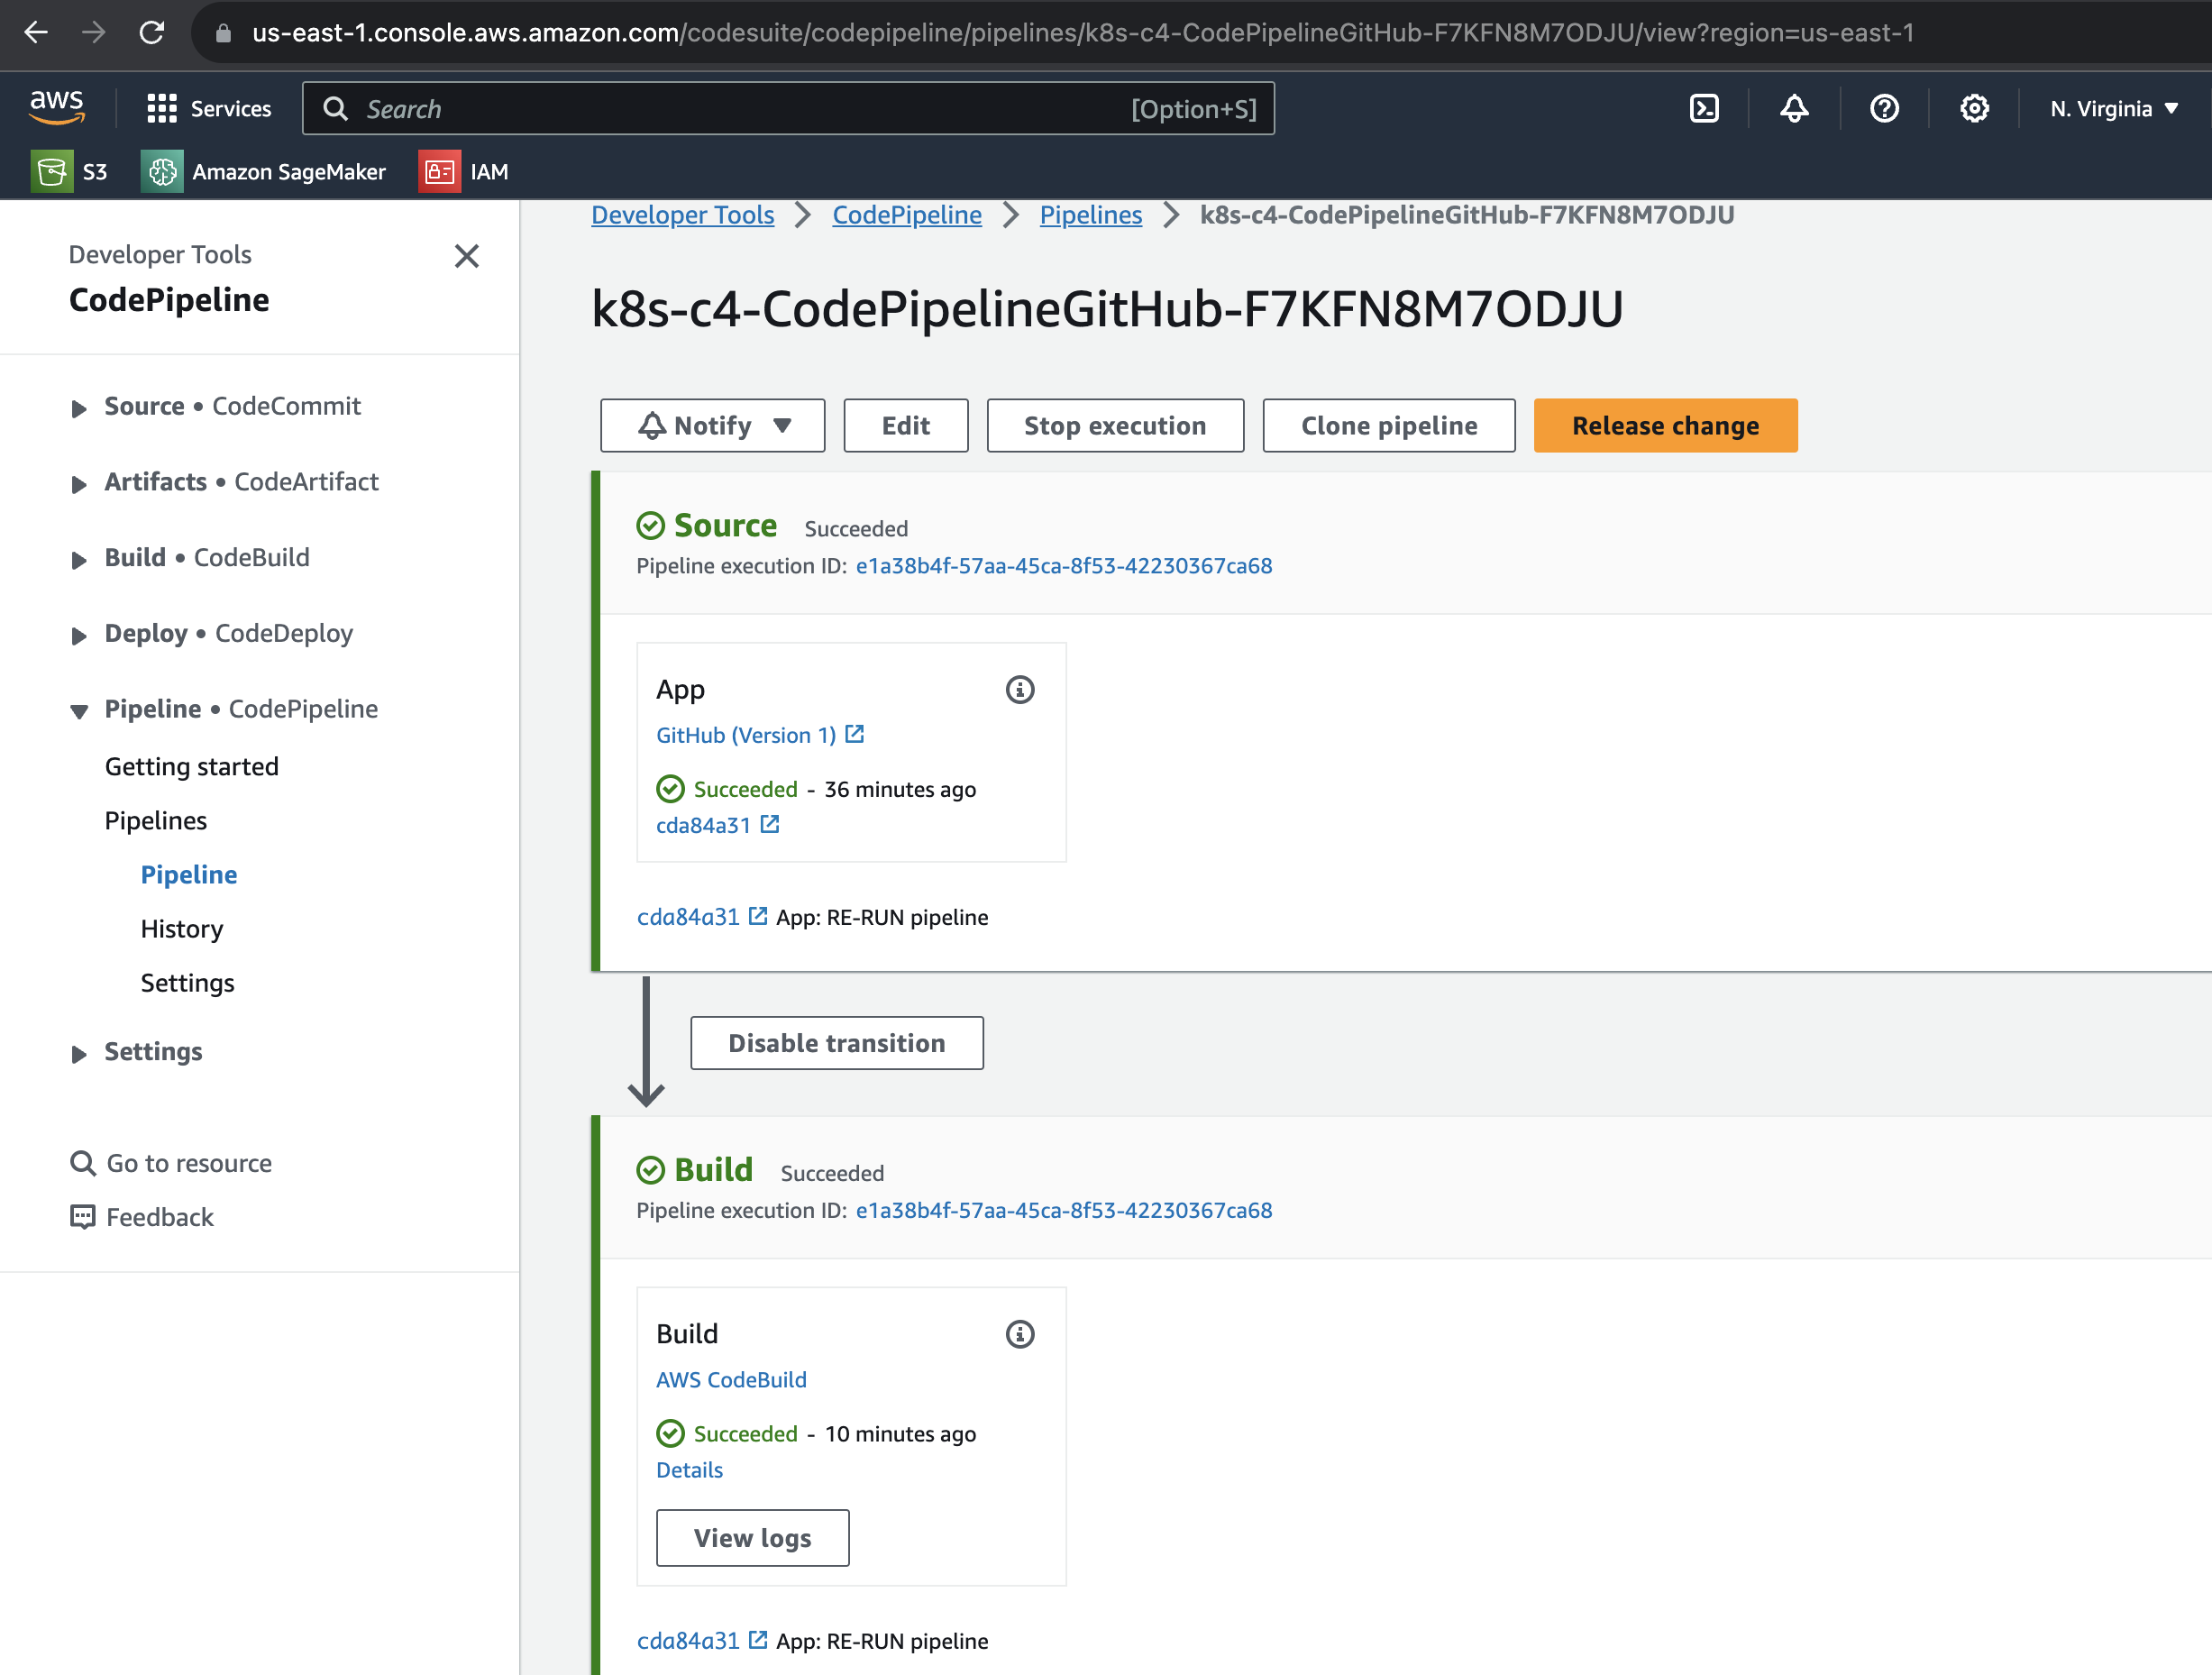 us-east-1.console.aws.amazon.com/codesuite/codepipeline/pipelines/k8s-c4-CodePipelineGitHub-F7KFN8M7ODJU/view?region=us-east-1
aws Services Search [Option+S] N. Virginia
S3 Amazon SageMaker IAM
Developer Tools
CodePipeline
Source • CodeCommit
Artifacts • CodeArtifact
Build • CodeBuild
Deploy • CodeDeploy
Pipeline • CodePipeline
Getting started
Pipelines
Pipeline
History
Settings
Settings
Go to resource
Feedback
Developer Tools CodePipeline Pipelines k8s-c4-CodePipelineGitHub-F7KFN8M7ODJU
k8s-c4-CodePipelineGitHub-F7KFN8M7ODJU
Notify Edit Stop execution Clone pipeline Release change
Source Succeeded
Pipeline execution ID: e1a38b4f-57aa-45ca-8f53-42230367ca68
App
GitHub (Version 1)
Succeeded - 36 minutes ago
cda84a31
cda84a31 App: RE-RUN pipeline
Disable transition
Build Succeeded
Pipeline execution ID: e1a38b4f-57aa-45ca-8f53-42230367ca68
Build
AWS CodeBuild
Succeeded - 10 minutes ago
Details
View logs
cda84a31 App: RE-RUN pipeline